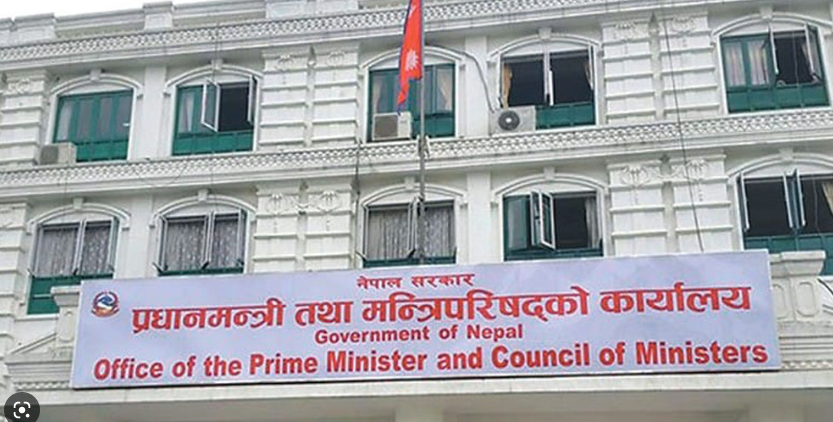 नेपाल सरकार
प्रधानमन्त्री तथा मन्त्रिपरिषद्को कार्यालय
Government of Nepal
Office of the Prime Minister and Council of Ministers